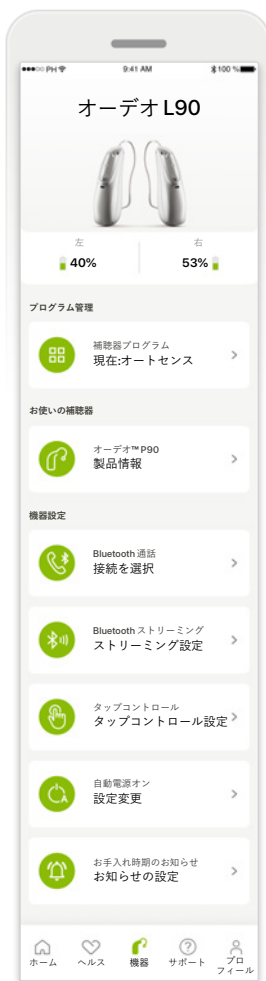 PH
9:41 AM
100 %
オーデオ L90
左
右
40%
53%
プログラム管理
補聴器プログラム
現在:オートセンス
お使いの補聴器
オーデオ™ P90
製品情報
機器設定
Bluetooth 通話
接続を選択
Bluetooth ストリーミング
ストリーミング設定
タップコントロール
タップコントロール設定
自動電源オン
設定変更
お手入れ時期のお知らせ
お知らせの設定
ホーム
ヘルス
機器
サポート
プロ
フィール